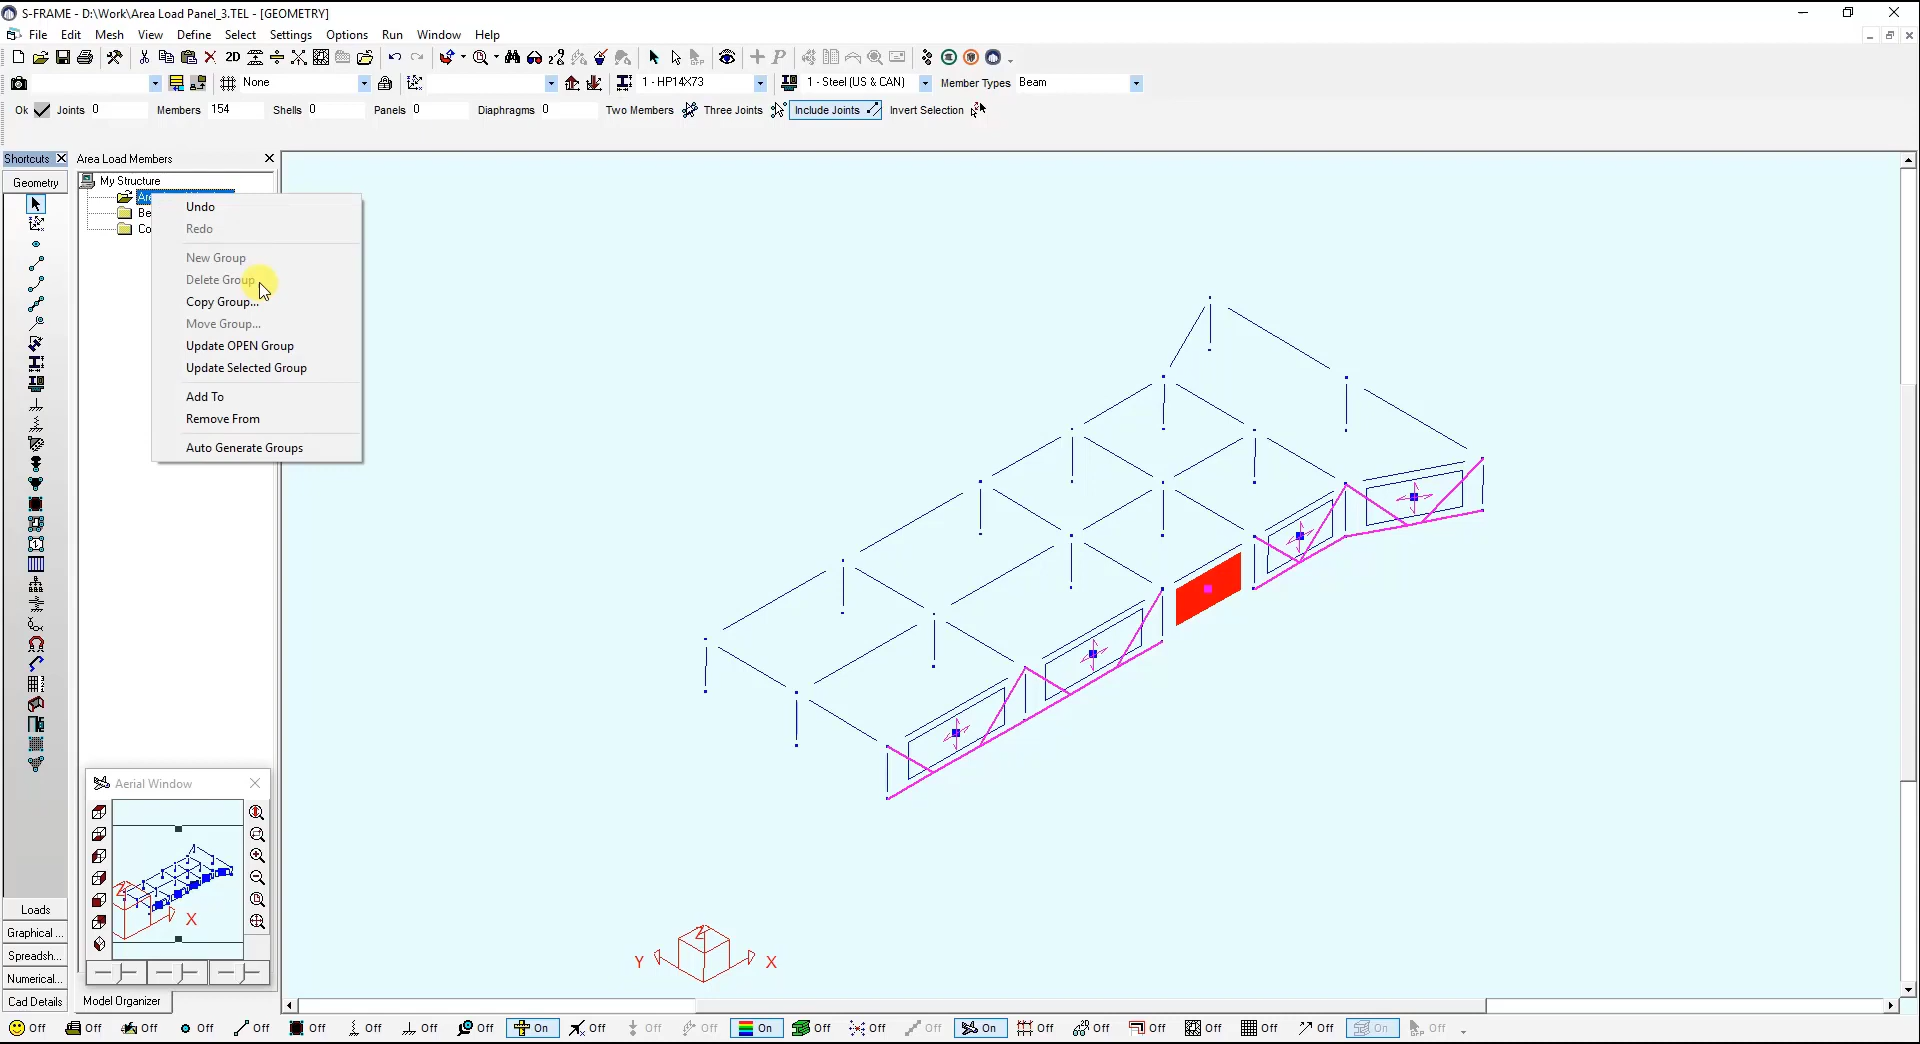 S-FRAME - D:\Work\Area Load Panel_3.TEL - [GEOMETRY]
File Edit Mesh View Define Select Settings Options Run Window Help
2D
None 1 - HP14X73 1 - Steel (US & CAN) Member Types Beam
Ok Joints 0 Members 154 Shells 0 Panels 0 Diaphragms 0 Two Members Three Joints Include Joints Invert Selection
Shortcuts Area Load Members
Geometry My Structure
Are
Be
Co
Undo
Redo
New Group
Delete Group
Copy Group...
Move Group...
Update OPEN Group
Update Selected Group
Add To
Remove From
Auto Generate Groups
Aerial Window
Z
X
Z
Y X
Loads
Graphical ...
Spreadsh...
Numerical...
Cad Details Model Organizer
Off Off Off Off Off Off Off Off Off On Off Off Off On Off Off Off On Off Off Off Off Off Off On Off